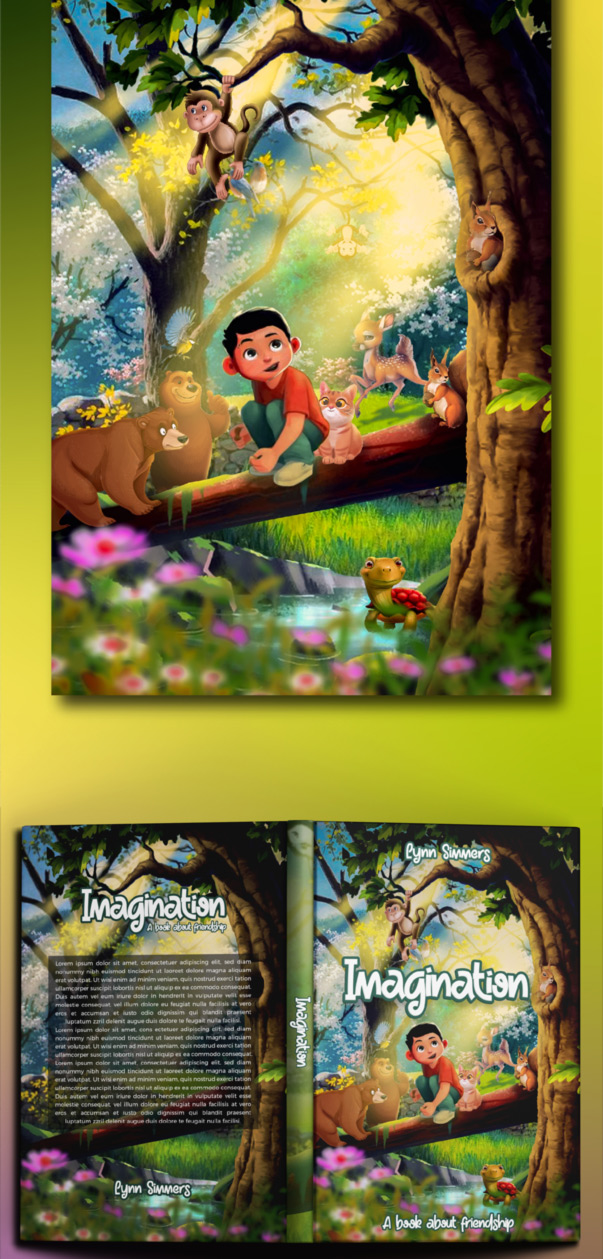 Imagination
A book about friendship
Lorem ipsum dolor sit amet, consectetuer adipiscing elit, sed diam
nonummy nibh euismod tincidunt ut laoreet dolore magna aliquam
erat volutpat. Ut wisi enim ad minim veniam, quis nostrud exerci tation
ullamcorper suscipit lobortis nisl ut aliquip ex ea commodo consequat.
Duis autem vel eum iriure dolor in hendrerit in vulputate velit esse
molestie consequat, vel illum dolore eu feugiat nulla facilisis at vero
eros et accumsan et iusto odio dignissim qui blandit praesent
luptatum zzril delenit augue duis dolore te feugait nulla facilisi.
Lorem ipsum dolor sit amet, cons ectetuer adipiscing elit, sed diam
nonummy nibh euismod tincidunt ut laoreet dolore magna aliquam
erat volutpat. Ut wisi enim ad minim veniam, quis nostrud exerci tation
ullamcorper suscipit lobortis nisl ut aliquip ex ea commodo consequat.
Lorem ipsum dolor sit amet, consectetuer adipiscing elit, sed diam
nonummy nibh euismod tincidunt ut laoreet dolore magna aliquam
erat volutpat. Ut wisi enim ad minim veniam, quis nostrud exerci tation
ullamcorper suscipit lobortis nisl ut aliquip ex ea commodo consequat.
Duis autem vel eum iriure dolor in hendrerit in vulputate velit esse
molestie consequat, vel illum dolore eu feugiat nulla facilisis at vero
eros et accumsan et iusto odio dignissim qui blandit praesent
luptatum zzril delenit augue duis dolore te feugait nulla facilisi.
Lynn Simmers
Imagination
Lynn Simmers
Imagination
A book about friendship